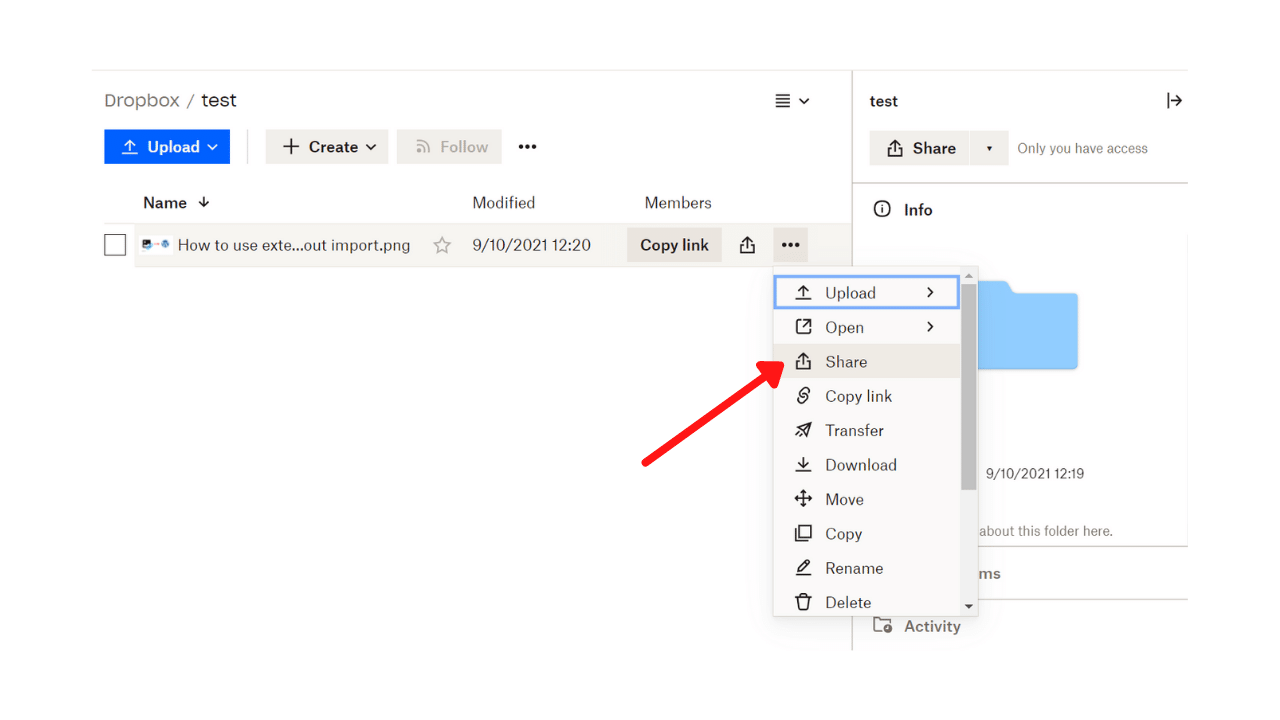 Dropbox / test
Upload
Create
Follow
•••
Name
Modified
Members
How to use exte...out import.png
9/10/2021 12:20
Copy link
•••
Upload
Open
Share
Copy link
Transfer
Download
Move
Copy
Rename
Delete
test
Share
Only you have access
Info
9/10/2021 12:19
about this folder here.
ms
Activity